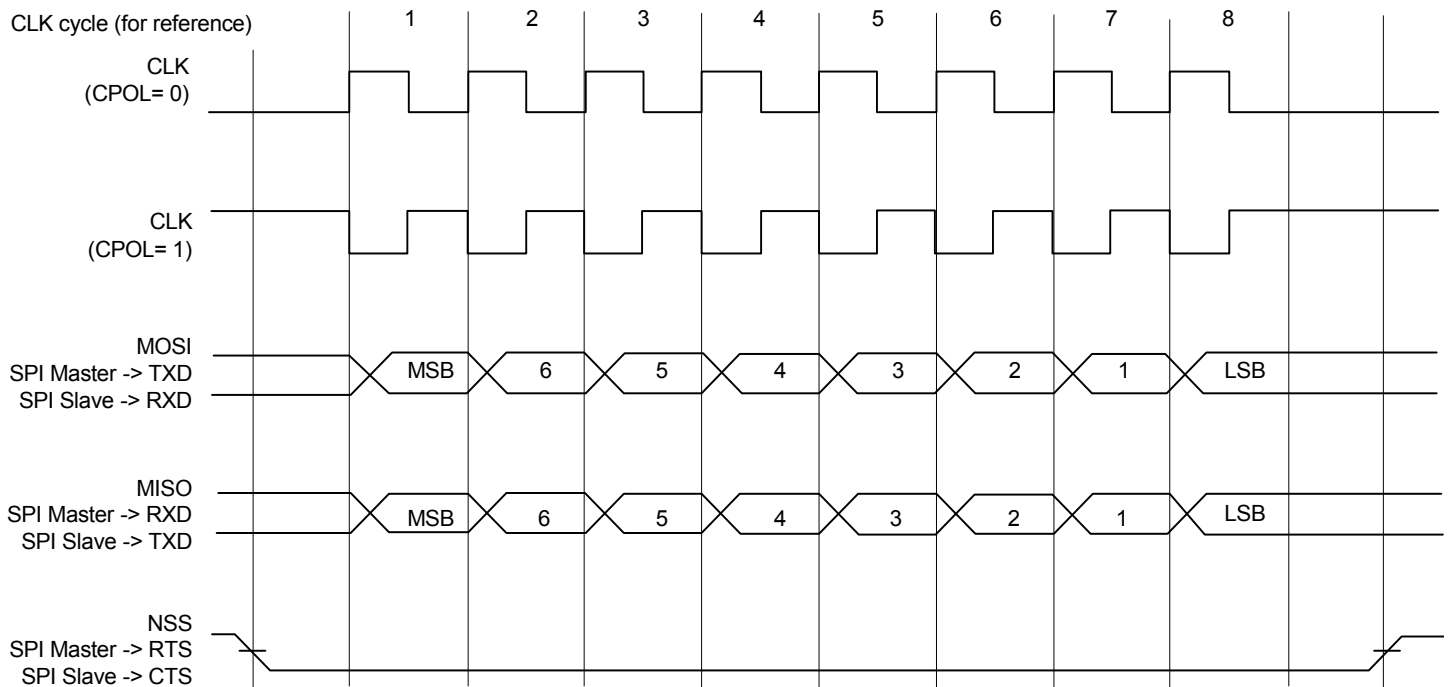 CLK cycle (for reference) 1 2 3 4 5 6 7 8
CLK
(CPOL= 0)
CLK
(CPOL= 1)
MOSI
SPI Master -> TXD
SPI Slave -> RXD
MSB 6 5 4 3 2 1 LSB
MISO
SPI Master -> RXD
SPI Slave -> TXD
MSB 6 5 4 3 2 1 LSB
NSS
SPI Master -> RTS
SPI Slave -> CTS